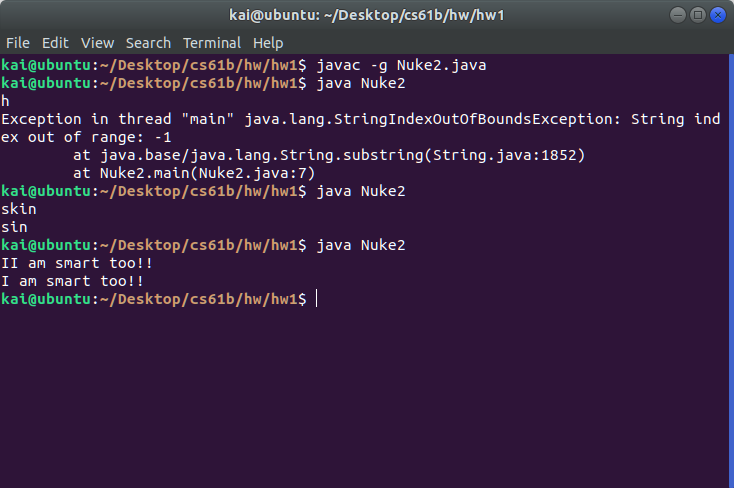 kai@ubuntu: ~/Desktop/cs61b/hw/hw1
File Edit View Search Terminal Help
kai@ubuntu:~/Desktop/cs61b/hw/hw1$ javac -g Nuke2.java
kai@ubuntu:~/Desktop/cs61b/hw/hw1$ java Nuke2
h
Exception in thread "main" java.lang.StringIndexOutOfBoundsException: String ind
ex out of range: -1
        at java.base/java.lang.String.substring(String.java:1852)
        at Nuke2.main(Nuke2.java:7)
kai@ubuntu:~/Desktop/cs61b/hw/hw1$ java Nuke2
skin
sin
kai@ubuntu:~/Desktop/cs61b/hw/hw1$ java Nuke2
II am smart too!!
I am smart too!!
kai@ubuntu:~/Desktop/cs61b/hw/hw1$